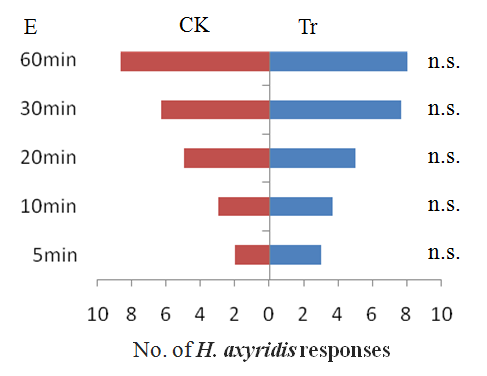 E CK Tr
60min n.s.
30min n.s.
20min n.s.
10min n.s.
5min n.s.
10 8 6 4 2 0 2 4 6 8 10
No. of H. axyridis responses